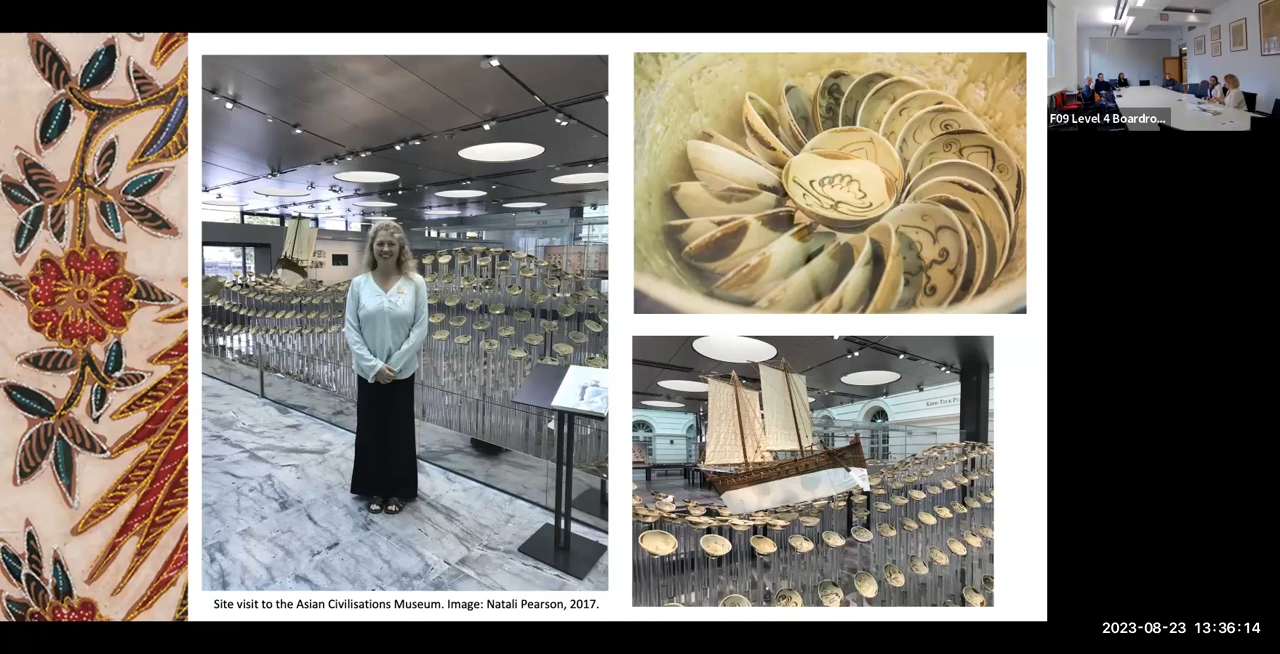 F09 Level 4 Boardro...
Site visit to the Asian Civilisations Museum. Image: Natali Pearson, 2017.
2023-08-23 13:36:14